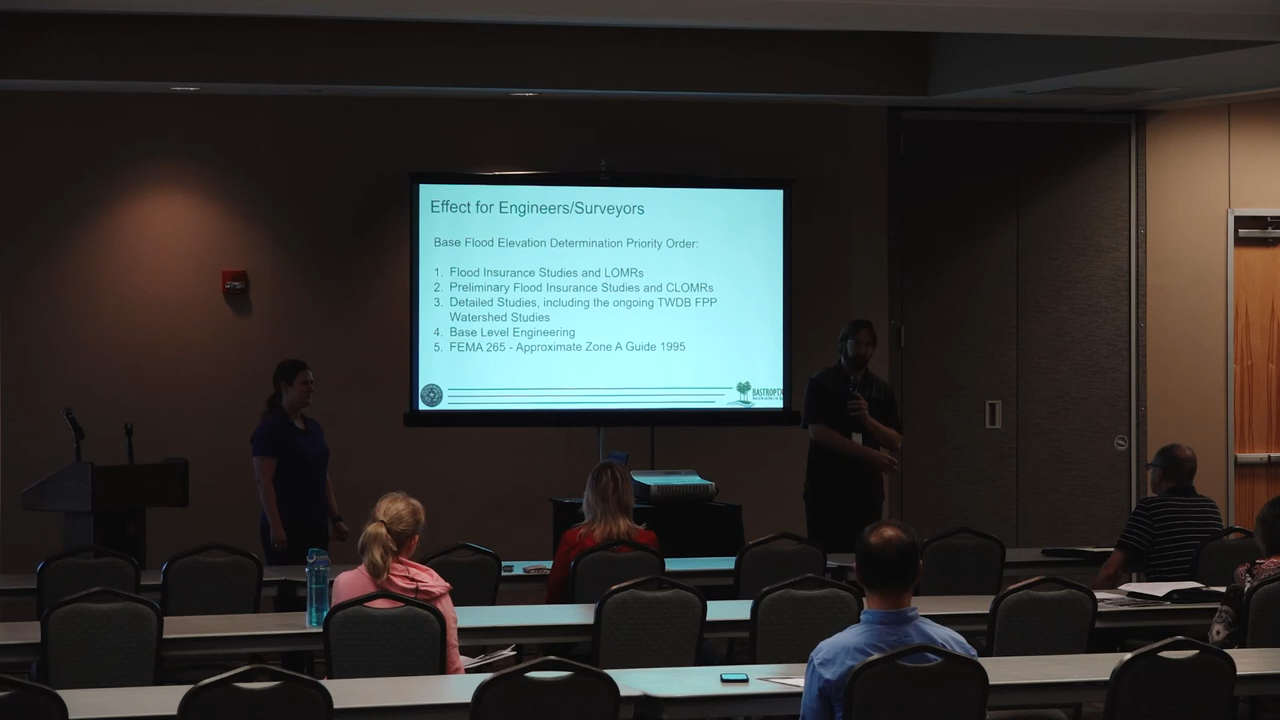 Effect for Engineers/Surveyors
Base Flood Elevation Determination Priority Order:
1. Flood Insurance Studies and LOMRs
2. Preliminary Flood Insurance Studies and CLOMRs
3. Detailed Studies, including the ongoing TWDB FPP
Watershed Studies
4. Base Level Engineering
5. FEMA 265 - Approximate Zone A Guide 1995
BASTROPTX